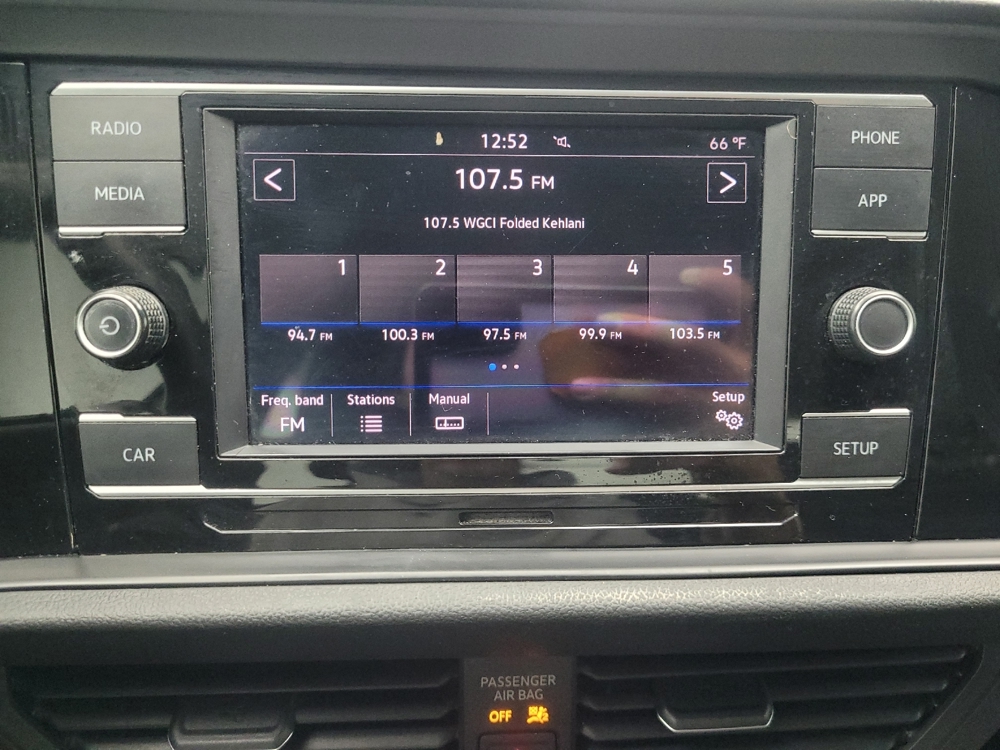 RADIO
MEDIA
CAR
12:52
66 °F
107.5 FM
107.5 WGCI Folded Kehlani
1 2 3 4 5
94.7 FM 100.3 FM 97.5 FM 99.9 FM 103.5 FM
Freq. band Stations Manual Setup
FM
PHONE
APP
SETUP
PASSENGER
AIR BAG
OFF